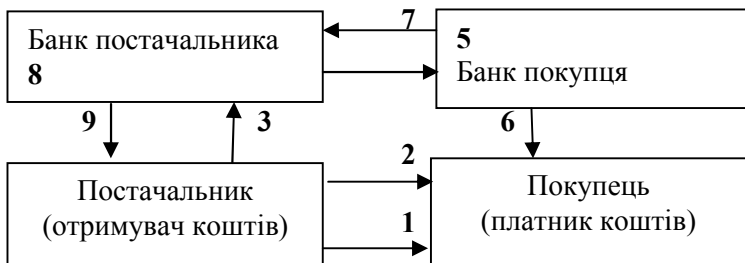 7
Банк постачальника
8
5
Банк покупця
9
3
6
2
Постачальник
(отримувач коштів)
1
Покупець
(платник коштів)